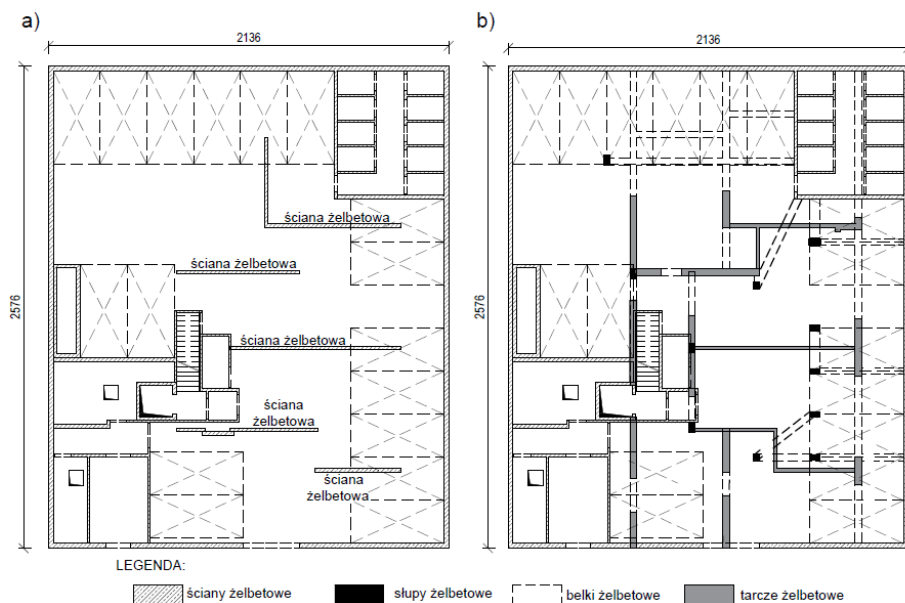 a)
b)
2136
2136
2576
2576
ściana żelbetowa
ściana żelbetowa
ściana żelbetowa
ściana
żelbetowa
ściana
żelbetowa
LEGENDA:
ściany żelbetowe
słupy żelbetowe
belki żelbetowe
tarcze żelbetowe